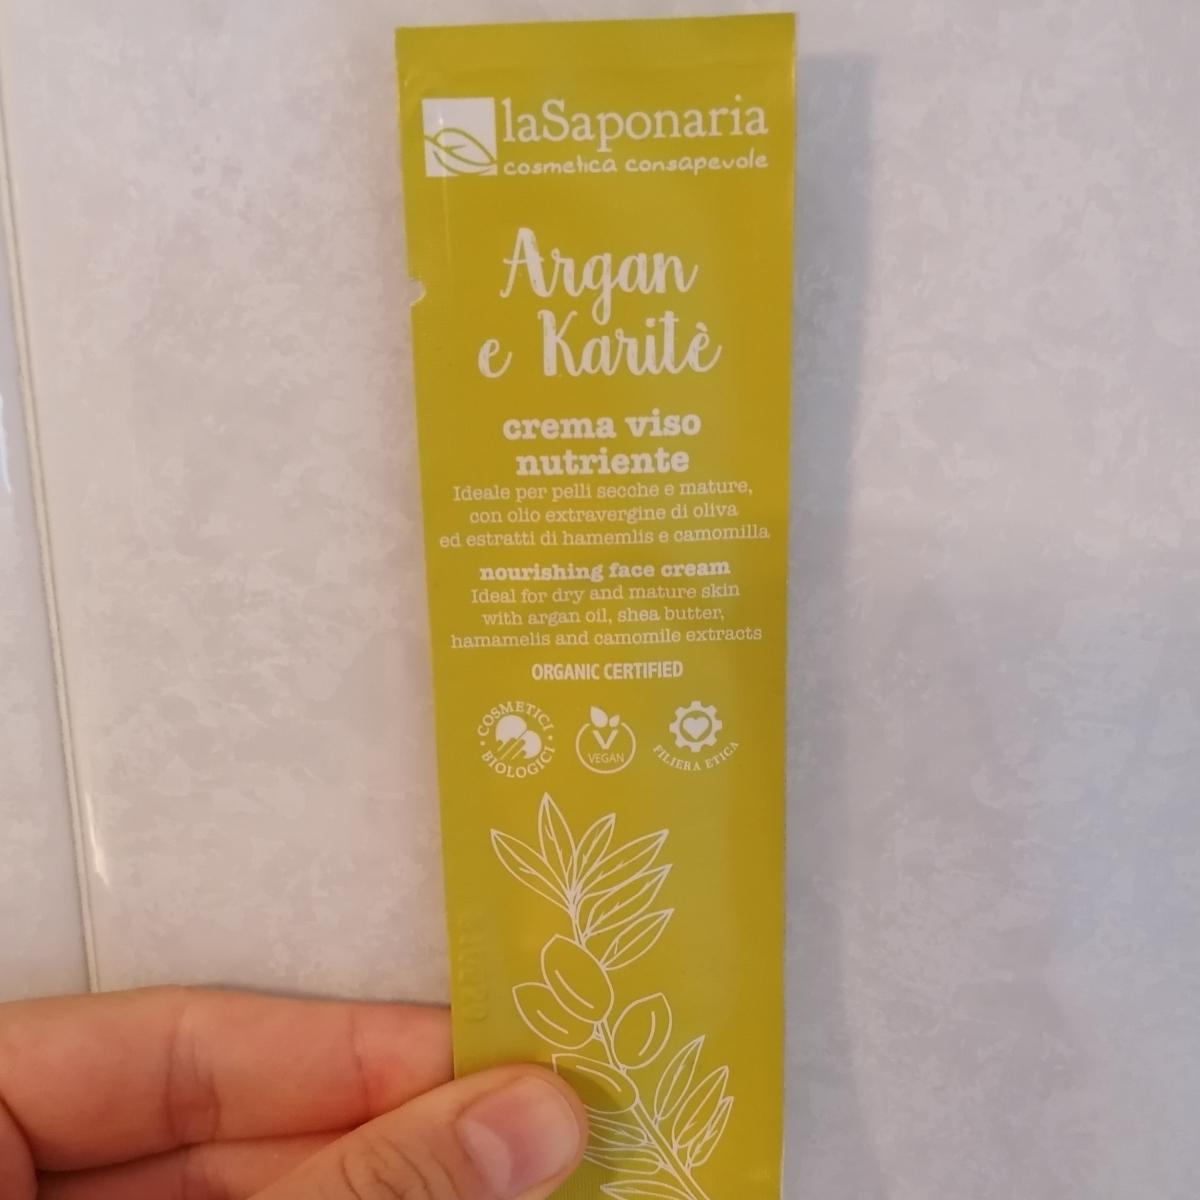 laSaponaria
cosmetica consapevole
Argan
e Karitè
crema viso
nutriente
Ideale per pelli secche e mature,
con olio extravergine di oliva
ed estratti di hamemlis e camomilla
nourishing face cream
Ideal for dry and mature skin
with argan oil, shea butter,
hamamelis and camomile extracts
ORGANIC CERTIFIED
COSMETICI BIOLOGICI
VEGAN
FILIERA ETICA